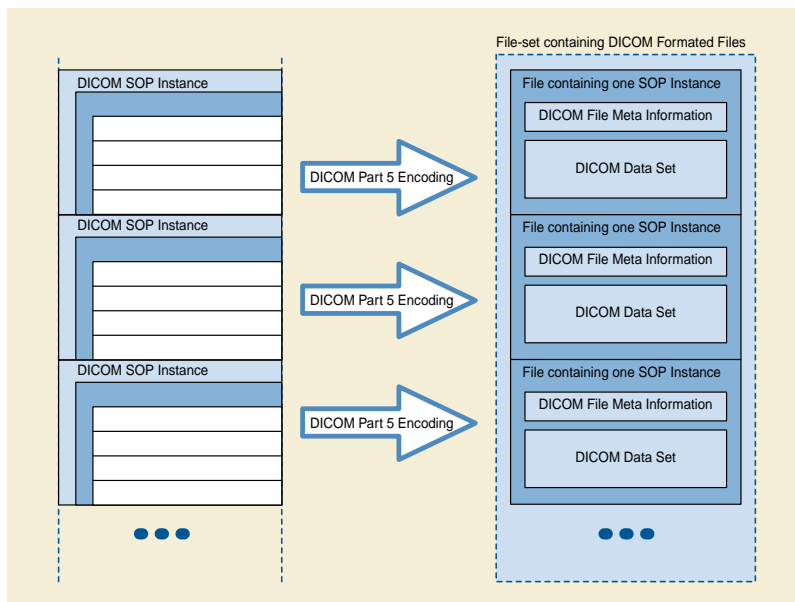 File-set containing DICOM Formated Files
DICOM SOP Instance
File containing one SOP Instance
DICOM File Meta Information
DICOM Part 5 Encoding
DICOM Data Set
DICOM SOP Instance
File containing one SOP Instance
DICOM File Meta Information
DICOM Part 5 Encoding
DICOM Data Set
DICOM SOP Instance
File containing one SOP Instance
DICOM File Meta Information
DICOM Part 5 Encoding
DICOM Data Set